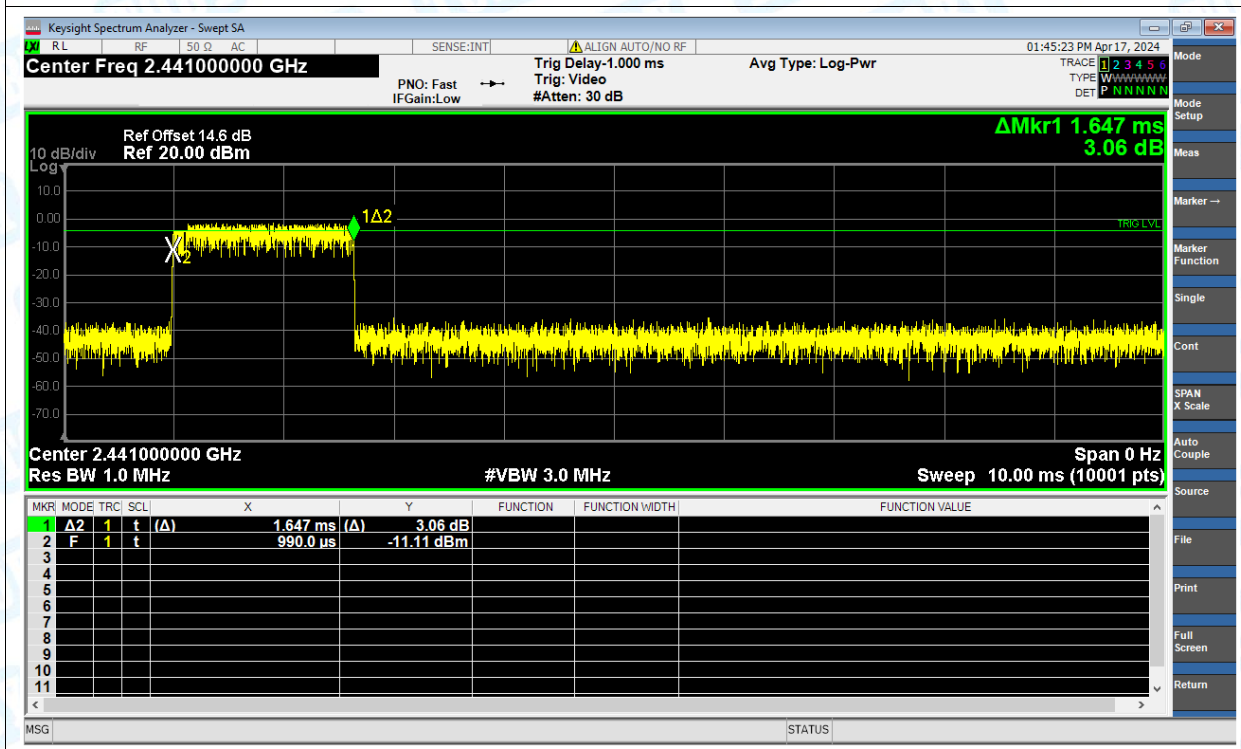 Keysight Spectrum Analyzer - Swept SA
LXI RL RF 50 Ω AC SENSE:INT ALIGN AUTO/NO RF 01:45:23 PM Apr 17, 2024
Center Freq 2.441000000 GHz
PNO: Fast
IFGain:Low
Trig Delay-1.000 ms
Trig: Video
#Atten: 30 dB
Avg Type: Log-Pwr
TRACE 1 2 3 4 5 6
TYPE WWWWWW
DET P N N N N N
ΔMkr1 1.647 ms
3.06 dB
Ref Offset 14.6 dB
10 dB/div Ref 20.00 dBm
Log
10.0
0.00
-10.0
-20.0
-30.0
-40.0
-50.0
-60.0
-70.0
1Δ2
X2
TRIG LVL
Center 2.441000000 GHz Span 0 Hz
Res BW 1.0 MHz #VBW 3.0 MHz Sweep 10.00 ms (10001 pts)
MKR MODE TRC SCL X Y FUNCTION FUNCTION WIDTH FUNCTION VALUE
1 Δ2 1 t (Δ) 1.647 ms (Δ) 3.06 dB
2 F 1 t 990.0 µs -11.11 dBm
3
4
5
6
7
8
9
10
11
MSG STATUS
Mode
Mode
Setup
Meas
Marker →
Marker
Function
Single
Cont
SPAN
X Scale
Auto
Couple
Source
File
Print
Full
Screen
Return